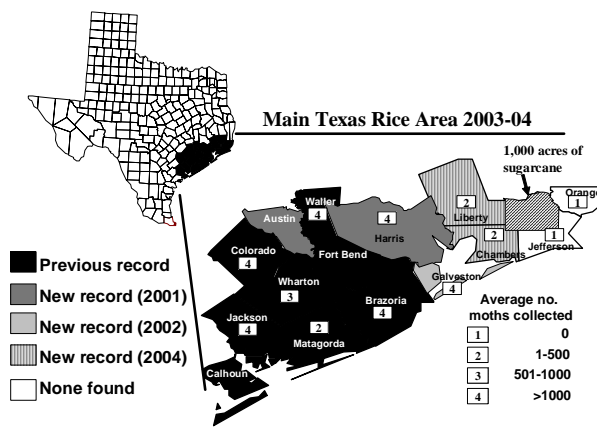 Main Texas Rice Area 2003-04
1,000 acres of
sugarcane
Orange
1
Waller
4
Austin
4
Harris
2
Liberty
2
Chambers
1
Jefferson
Colorado
4
Fort Bend
Wharton
3
Galveston
4
Brazoria
4
Jackson
4
2
Matagorda
Calhoun
Previous record
New record (2001)
New record (2002)
New record (2004)
None found
Average no.
moths collected
1 0
2 1-500
3 501-1000
4 >1000